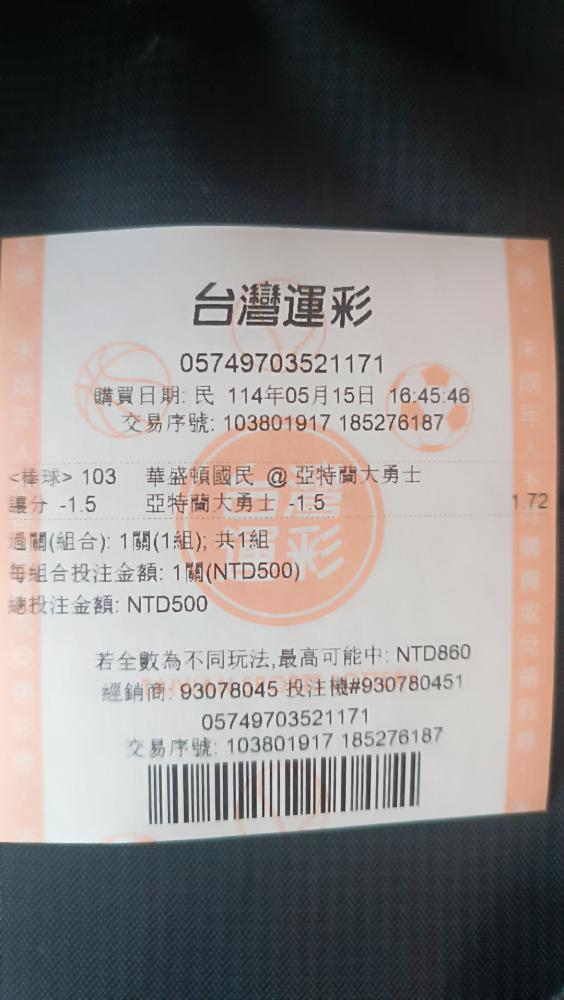 台灣運彩
05749703521171
購買日期: 民 114年05月15日 16:45:46
交易序號: 103801917 185276187
<棒球> 103 華盛頓國民 @ 亞特蘭大勇士
讓分 -1.5 亞特蘭大勇士 -1.5 1.72
過關(組合): 1關(1組); 共1組
每組合投注金額: 1關(NTD500)
總投注金額: NTD500
若全數為不同玩法,最高可能中: NTD860
經銷商: 93078045 投注機#930780451
05749703521171
交易序號: 103801917 185276187